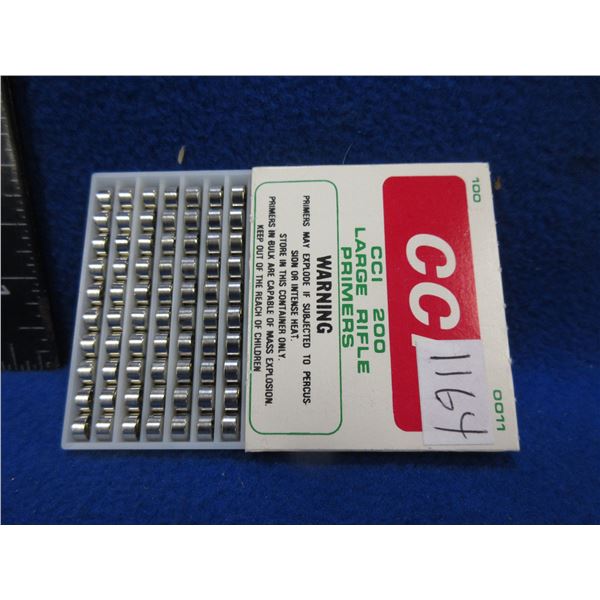 100
CC
1164
0011
CCI 200
LARGE RIFLE
PRIMERS
WARNING
PRIMERS MAY EXPLODE IF SUBJECTED TO PERCUS-
SION OR INTENSE HEAT.
STORE IN THIS CONTAINER ONLY.
PRIMERS IN BULK ARE CAPABLE OF MASS EXPLOSION.
KEEP OUT OF THE REACH OF CHILDREN